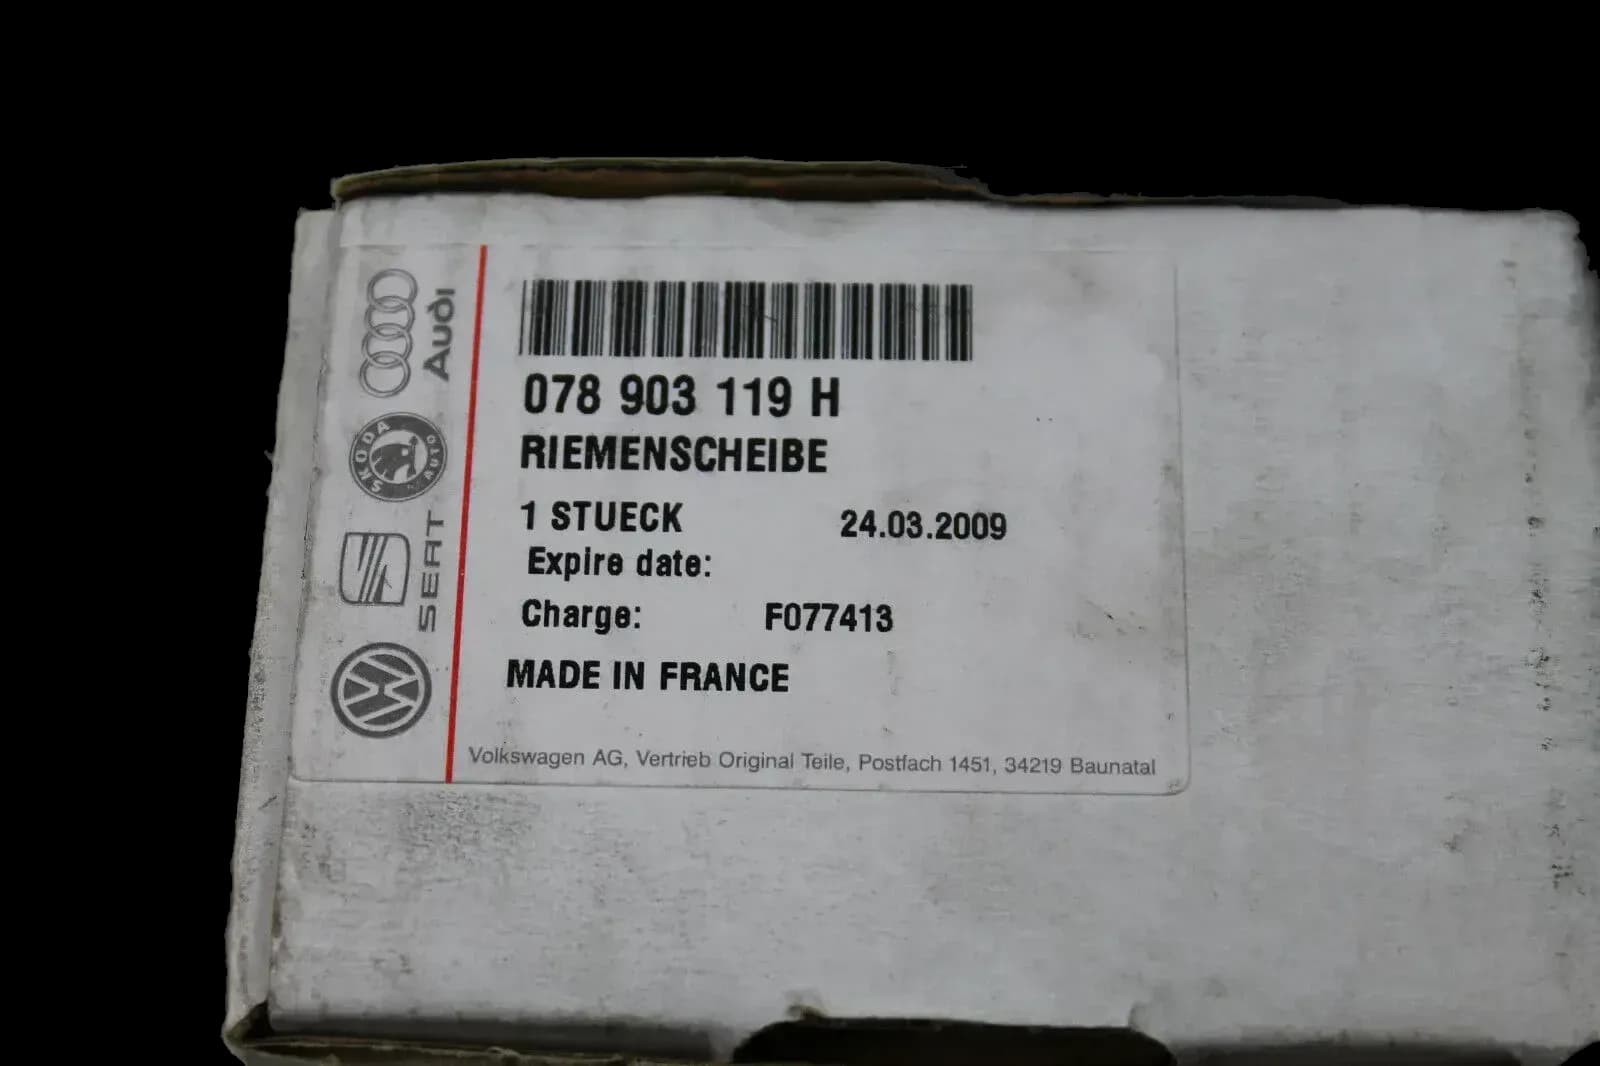 078 903 119 H
RIEMENSCHEIBE
1 STUECK 24.03.2009
Expire date:
Charge: F077413
MADE IN FRANCE
Volkswagen AG, Vertrieb Original Teile, Postfach 1451, 34219 Baunatal
Audi
SKODA AUTO
SEAT
VW